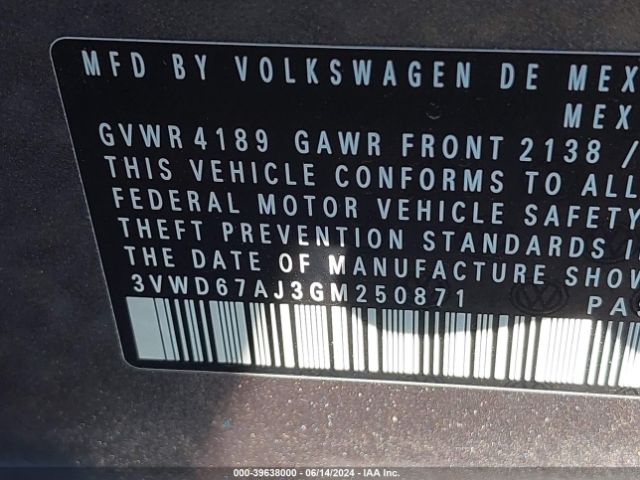 MFD BY VOLKSWAGEN DE MEX
MEX
GVWR 4189 GAWR FRONT 2138 /
THIS VEHICLE CONFORMS TO ALL
FEDERAL MOTOR VEHICLE SAFETY
THEFT PREVENTION STANDARDS I
THE DATE OF MANUFACTURE SHOW
3VWD67AJ3GM250871 PAS
000-39638000 - 06/14/2024 - IAA Inc.